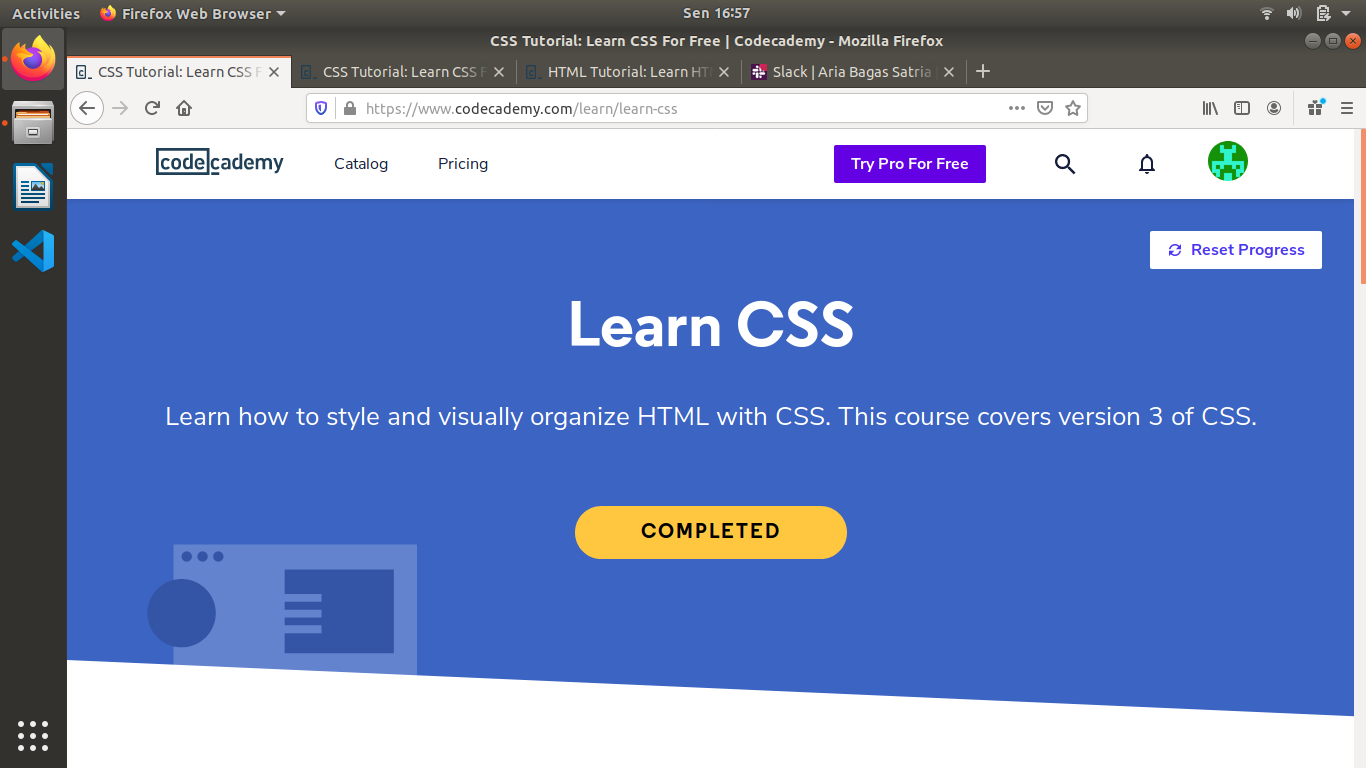 Activities Firefox Web Browser Sen 16:57
CSS Tutorial: Learn CSS For Free | Codecademy - Mozilla Firefox
CSS Tutorial: Learn CSS F CSS Tutorial: Learn CSS F HTML Tutorial: Learn HT Slack | Aria Bagas Satria
https://www.codecademy.com/learn/learn-css
codecademy Catalog Pricing Try Pro For Free
Reset Progress
Learn CSS
Learn how to style and visually organize HTML with CSS. This course covers version 3 of CSS.
COMPLETED